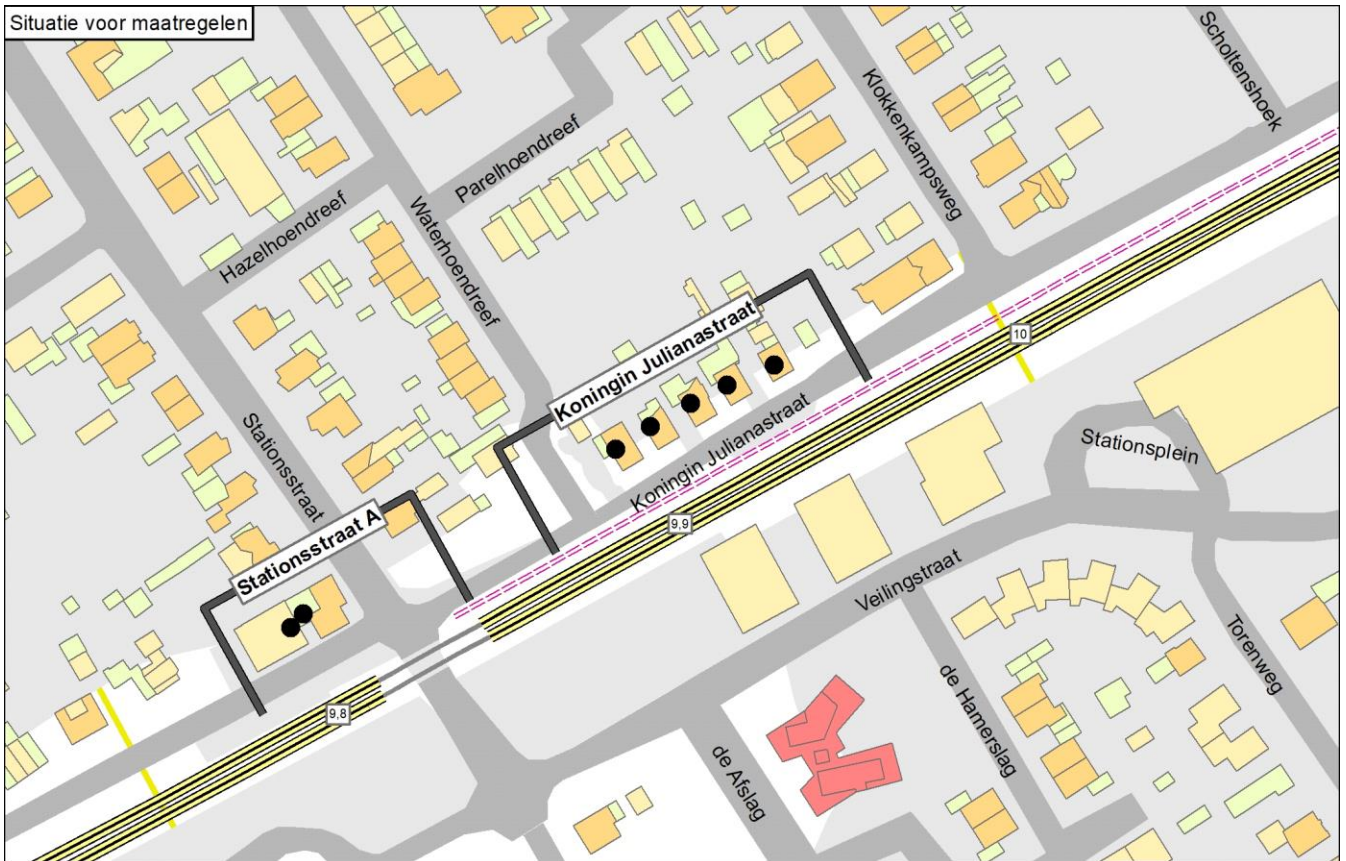 Situatie voor maatregelen
Scholtenshoek
Klokkenkampsweg
Parelhoendreef
Hazelhoendreef
Waterhoendreef
Koningin Julianastraat
10
Stationsstraat
Koningin Julianastraat
Stationsplein
Stationsstraat A
9,9
Veilingstraat
9,8
Torenweg
de Hamerslag
de Afslag